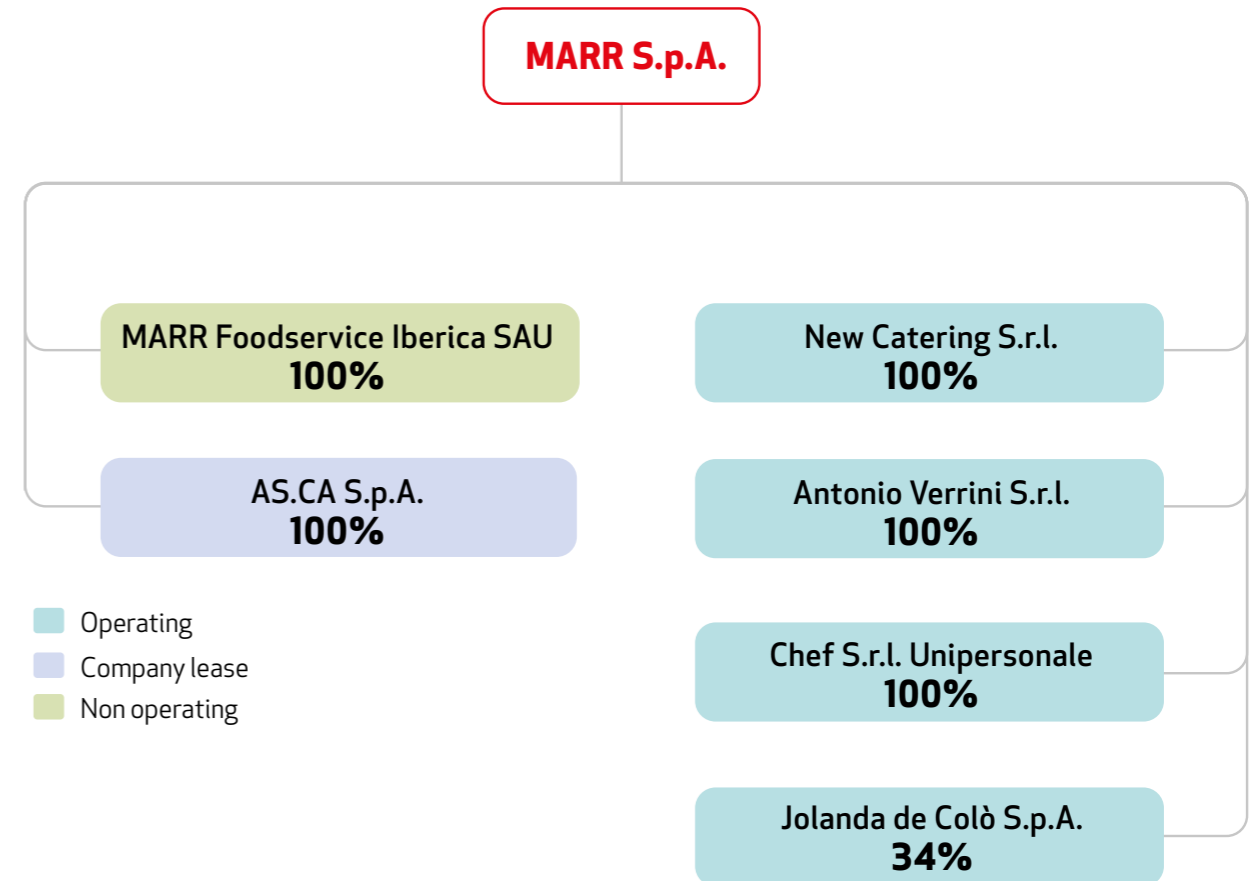 MARR S.p.A.
MARR Foodservice Iberica SAU
100%
AS.CA S.p.A.
100%
New Catering S.r.l.
100%
Antonio Verrini S.r.l.
100%
Chef S.r.l. Unipersonale
100%
Jolanda de Colò S.p.A.
34%
Operating
Company lease
Non operating